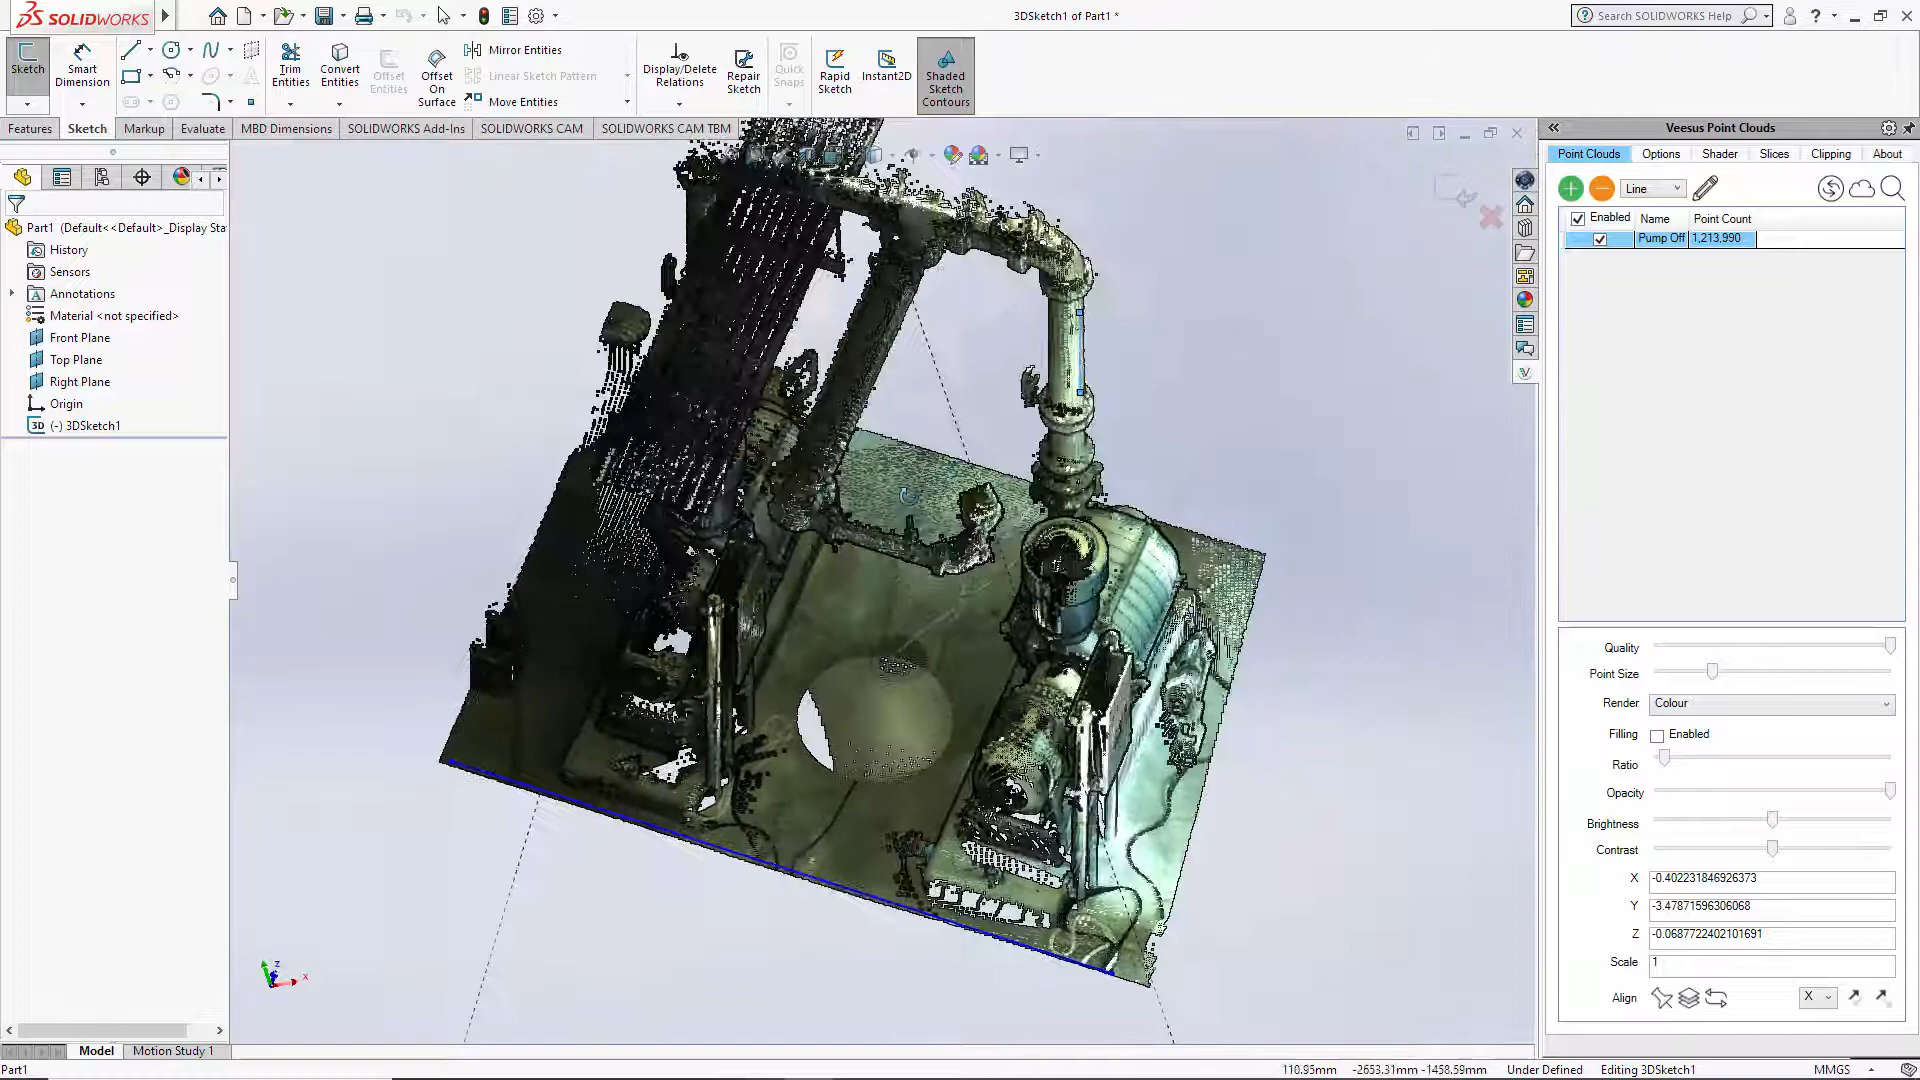 SOLIDWORKS
3DSketch1 of Part1 *
Search SOLIDWORKS Help
?
Sketch
Smart Dimension
Trim Entities
Convert Entities
Offset Entities
Offset On Surface
Mirror Entities
Linear Sketch Pattern
Move Entities
Display/Delete Relations
Repair Sketch
Quick Snaps
Rapid Sketch
Instant2D
Shaded Sketch Contours
Features
Sketch
Markup
Evaluate
MBD Dimensions
SOLIDWORKS Add-Ins
SOLIDWORKS CAM
SOLIDWORKS CAM TBM
Part1 (Default<<Default>_Display Sta
History
Sensors
Annotations
Material <not specified>
Front Plane
Top Plane
Right Plane
Origin
3D (-) 3DSketch1
z
x
Veesus Point Clouds
Point Clouds
Options
Shader
Slices
Clipping
About
Line
Enabled Name Point Count
Pump Off 1,213,990
Quality
Point Size
Render Colour
Filling Enabled
Ratio
Opacity
Brightness
Contrast
X -0.402231846926373
Y -3.47871596306068
Z -0.0687722402101691
Scale 1
Align X
Model
Motion Study 1
Part1
110.95mm -2653.31mm -1458.59mm Under Defined Editing 3DSketch1 MMGS